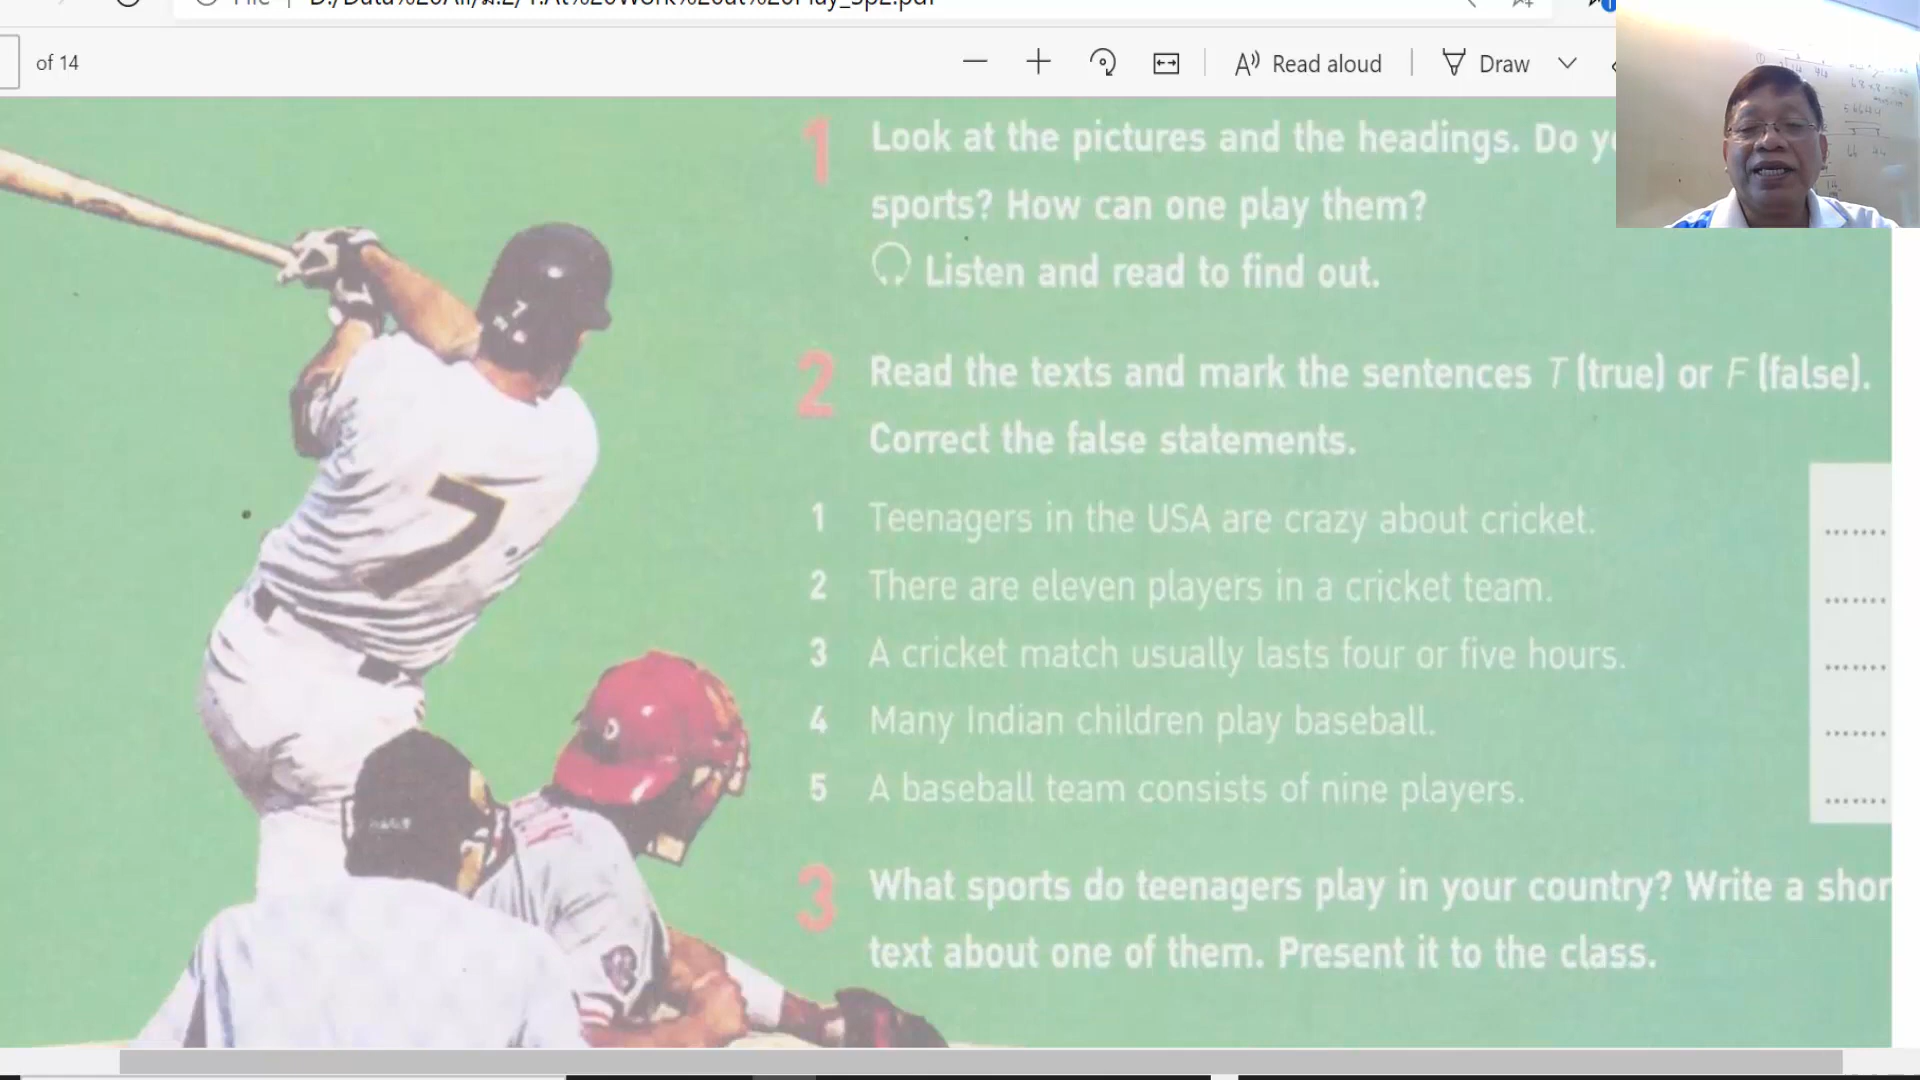 of 14
Read aloud
Draw
1 Look at the pictures and the headings. Do
sports? How can one play them?
Listen and read to find out.
2 Read the texts and mark the sentences T (true) or F (false).
Correct the false statements.
1 Teenagers in the USA are crazy about cricket. .......
2 There are eleven players in a cricket team. .......
3 A cricket match usually lasts four or five hours. .......
4 Many Indian children play baseball. .......
5 A baseball team consists of nine players. .......
3 What sports do teenagers play in your country? Write a shor
text about one of them. Present it to the class.
7
7